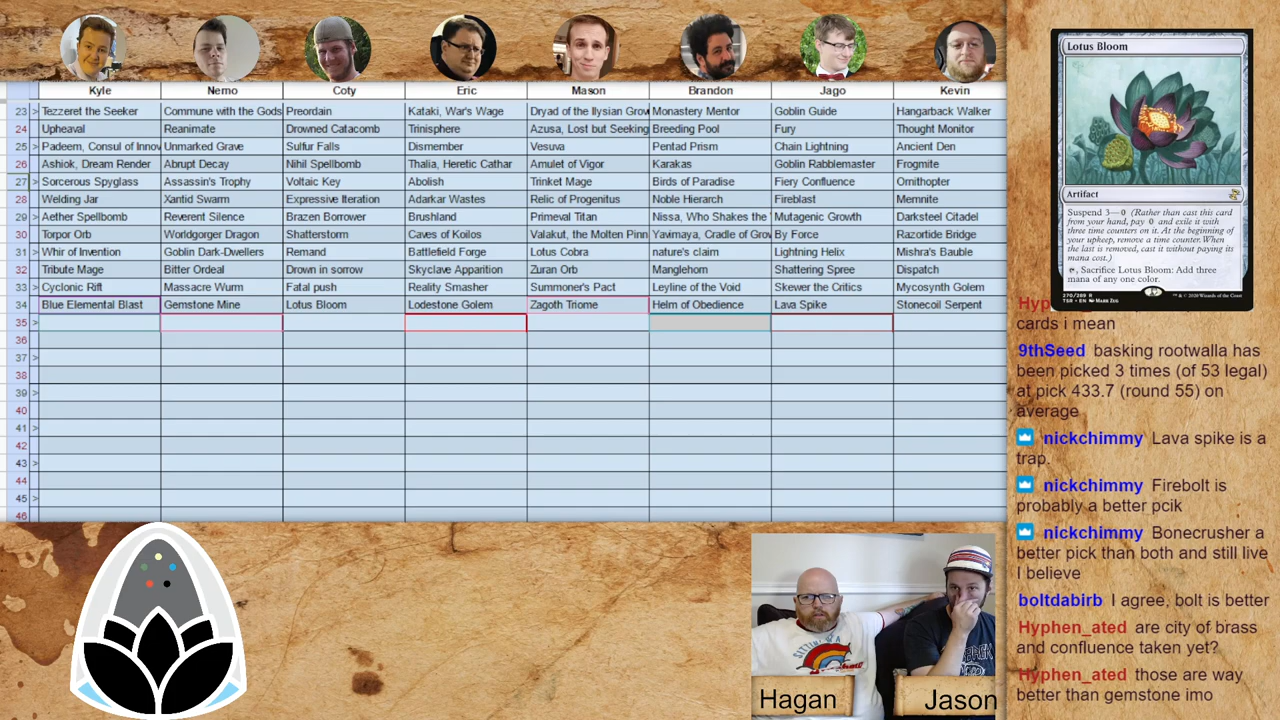 Kyle Nemo Coty Eric Mason Brandon Jago Kevin
23 > Tezzeret the Seeker Commune with the Gods Preordain Kataki, War's Wage Dryad of the Ilysian Grov Monastery Mentor Goblin Guide Hangarback Walker
24 Upheaval Reanimate Drowned Catacomb Trinisphere Azusa, Lost but Seeking Breeding Pool Fury Thought Monitor
25 > Padeem, Consul of Innov Unmarked Grave Sulfur Falls Dismember Vesuva Pentad Prism Chain Lightning Ancient Den
26 Ashiok, Dream Render Abrupt Decay Nihil Spellbomb Thalia, Heretic Cathar Amulet of Vigor Karakas Goblin Rabblemaster Frogmite
27 > Sorcerous Spyglass Assassin's Trophy Voltaic Key Abolish Trinket Mage Birds of Paradise Fiery Confluence Ornithopter
28 Welding Jar Xantid Swarm Expressive Iteration Adarkar Wastes Relic of Progenitus Noble Hierarch Fireblast Memnite
29 > Aether Spellbomb Reverent Silence Brazen Borrower Brushland Primeval Titan Nissa, Who Shakes the Mutagenic Growth Darksteel Citadel
30 Torpor Orb Worldgorger Dragon Shatterstorm Caves of Koilos Valakut, the Molten Pinn Yavimaya, Cradle of Grov By Force Razortide Bridge
31 > Whir of Invention Goblin Dark-Dwellers Remand Battlefield Forge Lotus Cobra nature's claim Lightning Helix Mishra's Bauble
32 Tribute Mage Bitter Ordeal Drown in sorrow Skyclave Apparition Zuran Orb Manglehorn Shattering Spree Dispatch
33 > Cyclonic Rift Massacre Wurm Fatal push Reality Smasher Summoner's Pact Leyline of the Void Skewer the Critics Mycosynth Golem
34 Blue Elemental Blast Gemstone Mine Lotus Bloom Lodestone Golem Zagoth Triome Helm of Obedience Lava Spike Stonecoil Serpent
35 >
36
37 >
38
39 >
40
41 >
42
43 >
44
45 >
46
Lotus Bloom
Artifact
Suspend 3—0 (Rather than cast this card
from your hand, pay 0 and exile it with
three time counters on it. At the beginning
of your upkeep, remove a time counter. When
the last is removed, cast it without paying its
mana cost.)
, Sacrifice Lotus Bloom: Add three
mana of any one color.
270/289 R
TSR • EN Mark Zug
™ & © 2020 Wizards of the Coast
cards i mean
9thSeed basking rootwalla has
been picked 3 times (of 53 legal)
at pick 433.7 (round 55) on
average
nickchimmy Lava spike is a
trap.
nickchimmy Firebolt is
probably a better pcik
nickchimmy Bonecrusher a
better pick than both and still live
I believe
boltdabirb I agree, bolt is better
Hyphen_ated are city of brass
and confluence taken yet?
Hyphen_ated those are way
better than gemstone imo
Hagan
Jason